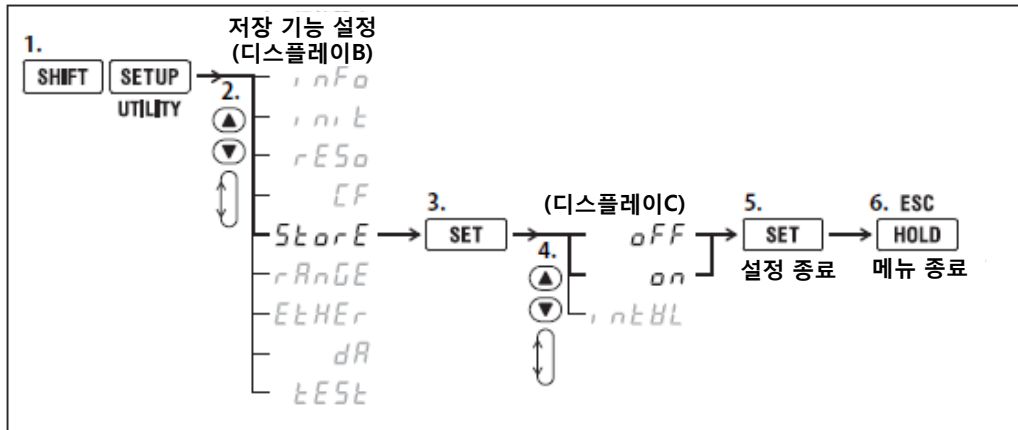 저장 기능 설정
(디스플레이B)
1.
SHIFT SETUP
UTILITY
2.
inFo
init
rESo
CF
StorE
rAnGE
EtHEr
dA
tESt
3.
SET
(디스플레이C)
4.
oFF
on
intVL
5.
SET
설정 종료
6. ESC
HOLD
메뉴 종료